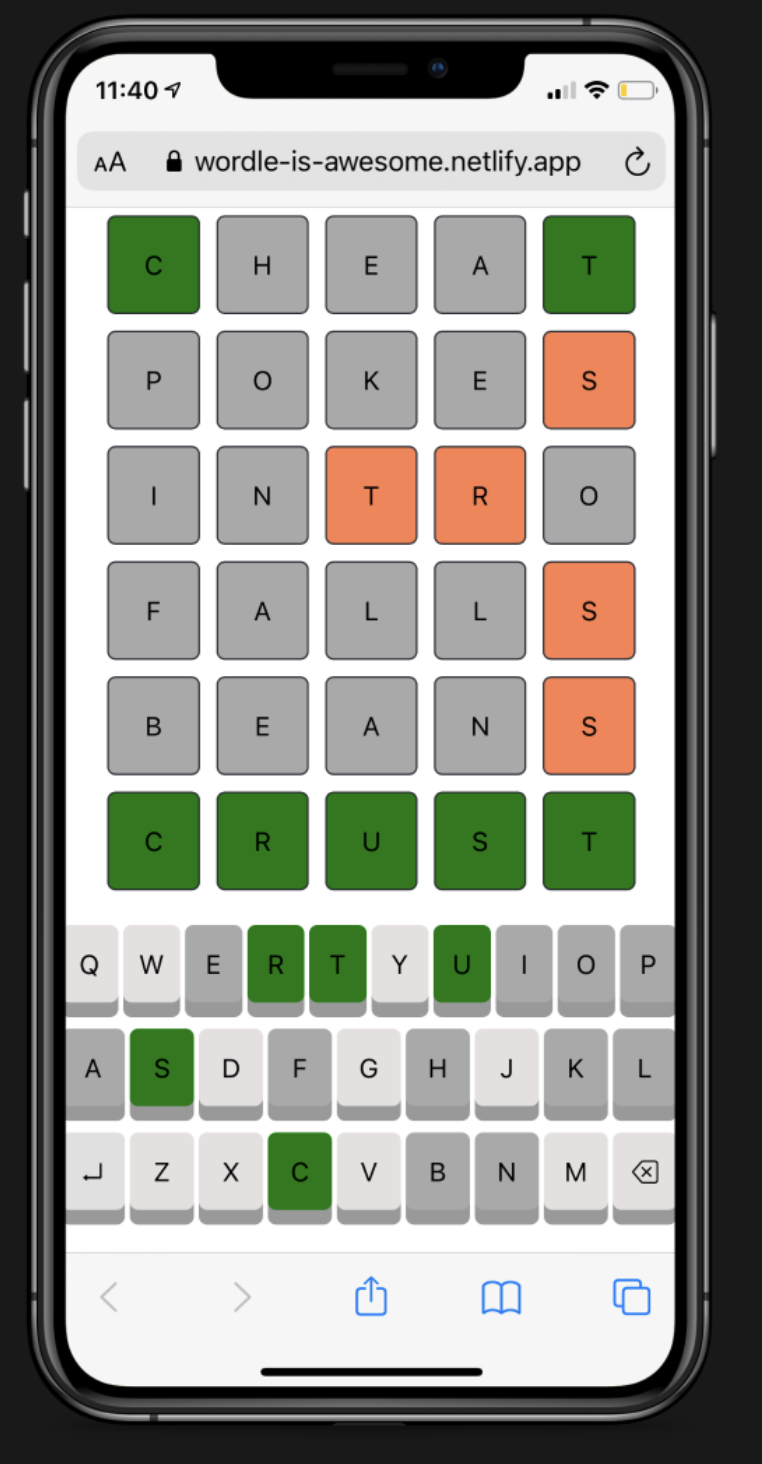 11:40
AA wordle-is-awesome.netlify.app
C H E A T
P O K E S
I N T R O
F A L L S
B E A N S
C R U S T
Q W E R T Y U I O P
A S D F G H J K L
Z X C V B N M